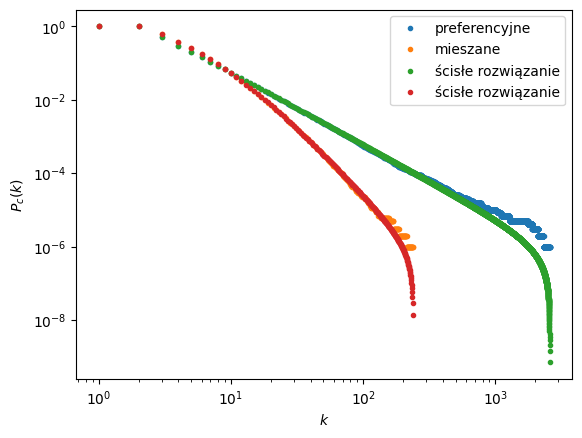 preferencyjne
mieszane
ścisłe rozwiązanie
ścisłe rozwiązanie
10⁰
10⁻²
10⁻⁴
10⁻⁶
10⁻⁸
P_c(k)
10⁰ 10¹ 10² 10³
k